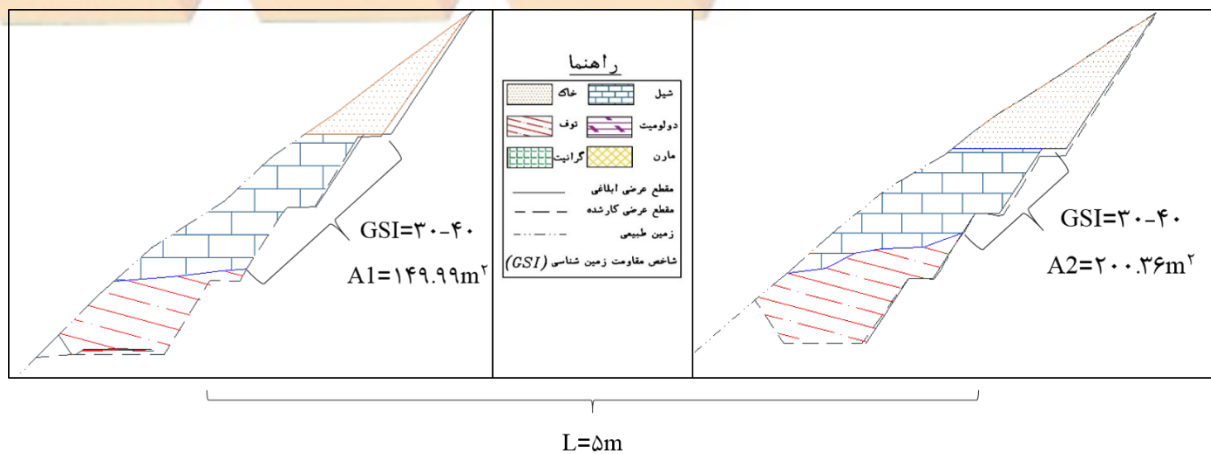 GSI=۳۰-۴۰
A1=۱۴۹.۹۹m۲
راهنما
خاک
شیل
توف
دولومیت
گرانیت
مارن
مقطع عرضی ابلاغی
مقطع عرضی کارشده
زمین طبیعی
شاخص مقاومت زمین شناسی (GSI)
GSI=۳۰-۴۰
A2=۲۰۰.۳۶m۲
L=۵m